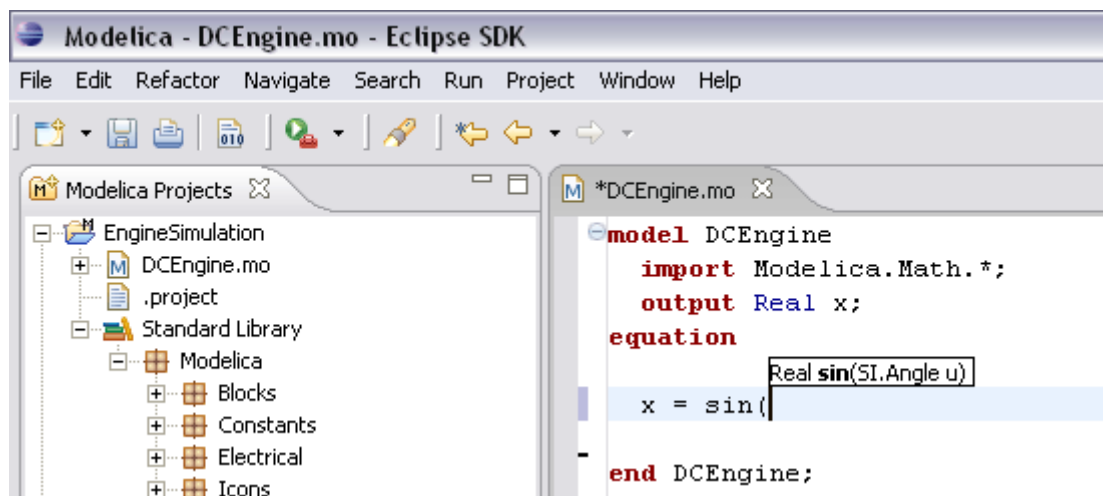 Modelica - DCEngine.mo - Eclipse SDK
File Edit Refactor Navigate Search Run Project Window Help
010
Modelica Projects
EngineSimulation
DCEngine.mo
.project
Standard Library
Modelica
Blocks
Constants
Electrical
Icons
*DCEngine.mo
model DCEngine
import Modelica.Math.*;
output Real x;
equation
Real sin(SI.Angle u)
x = sin(
end DCEngine;